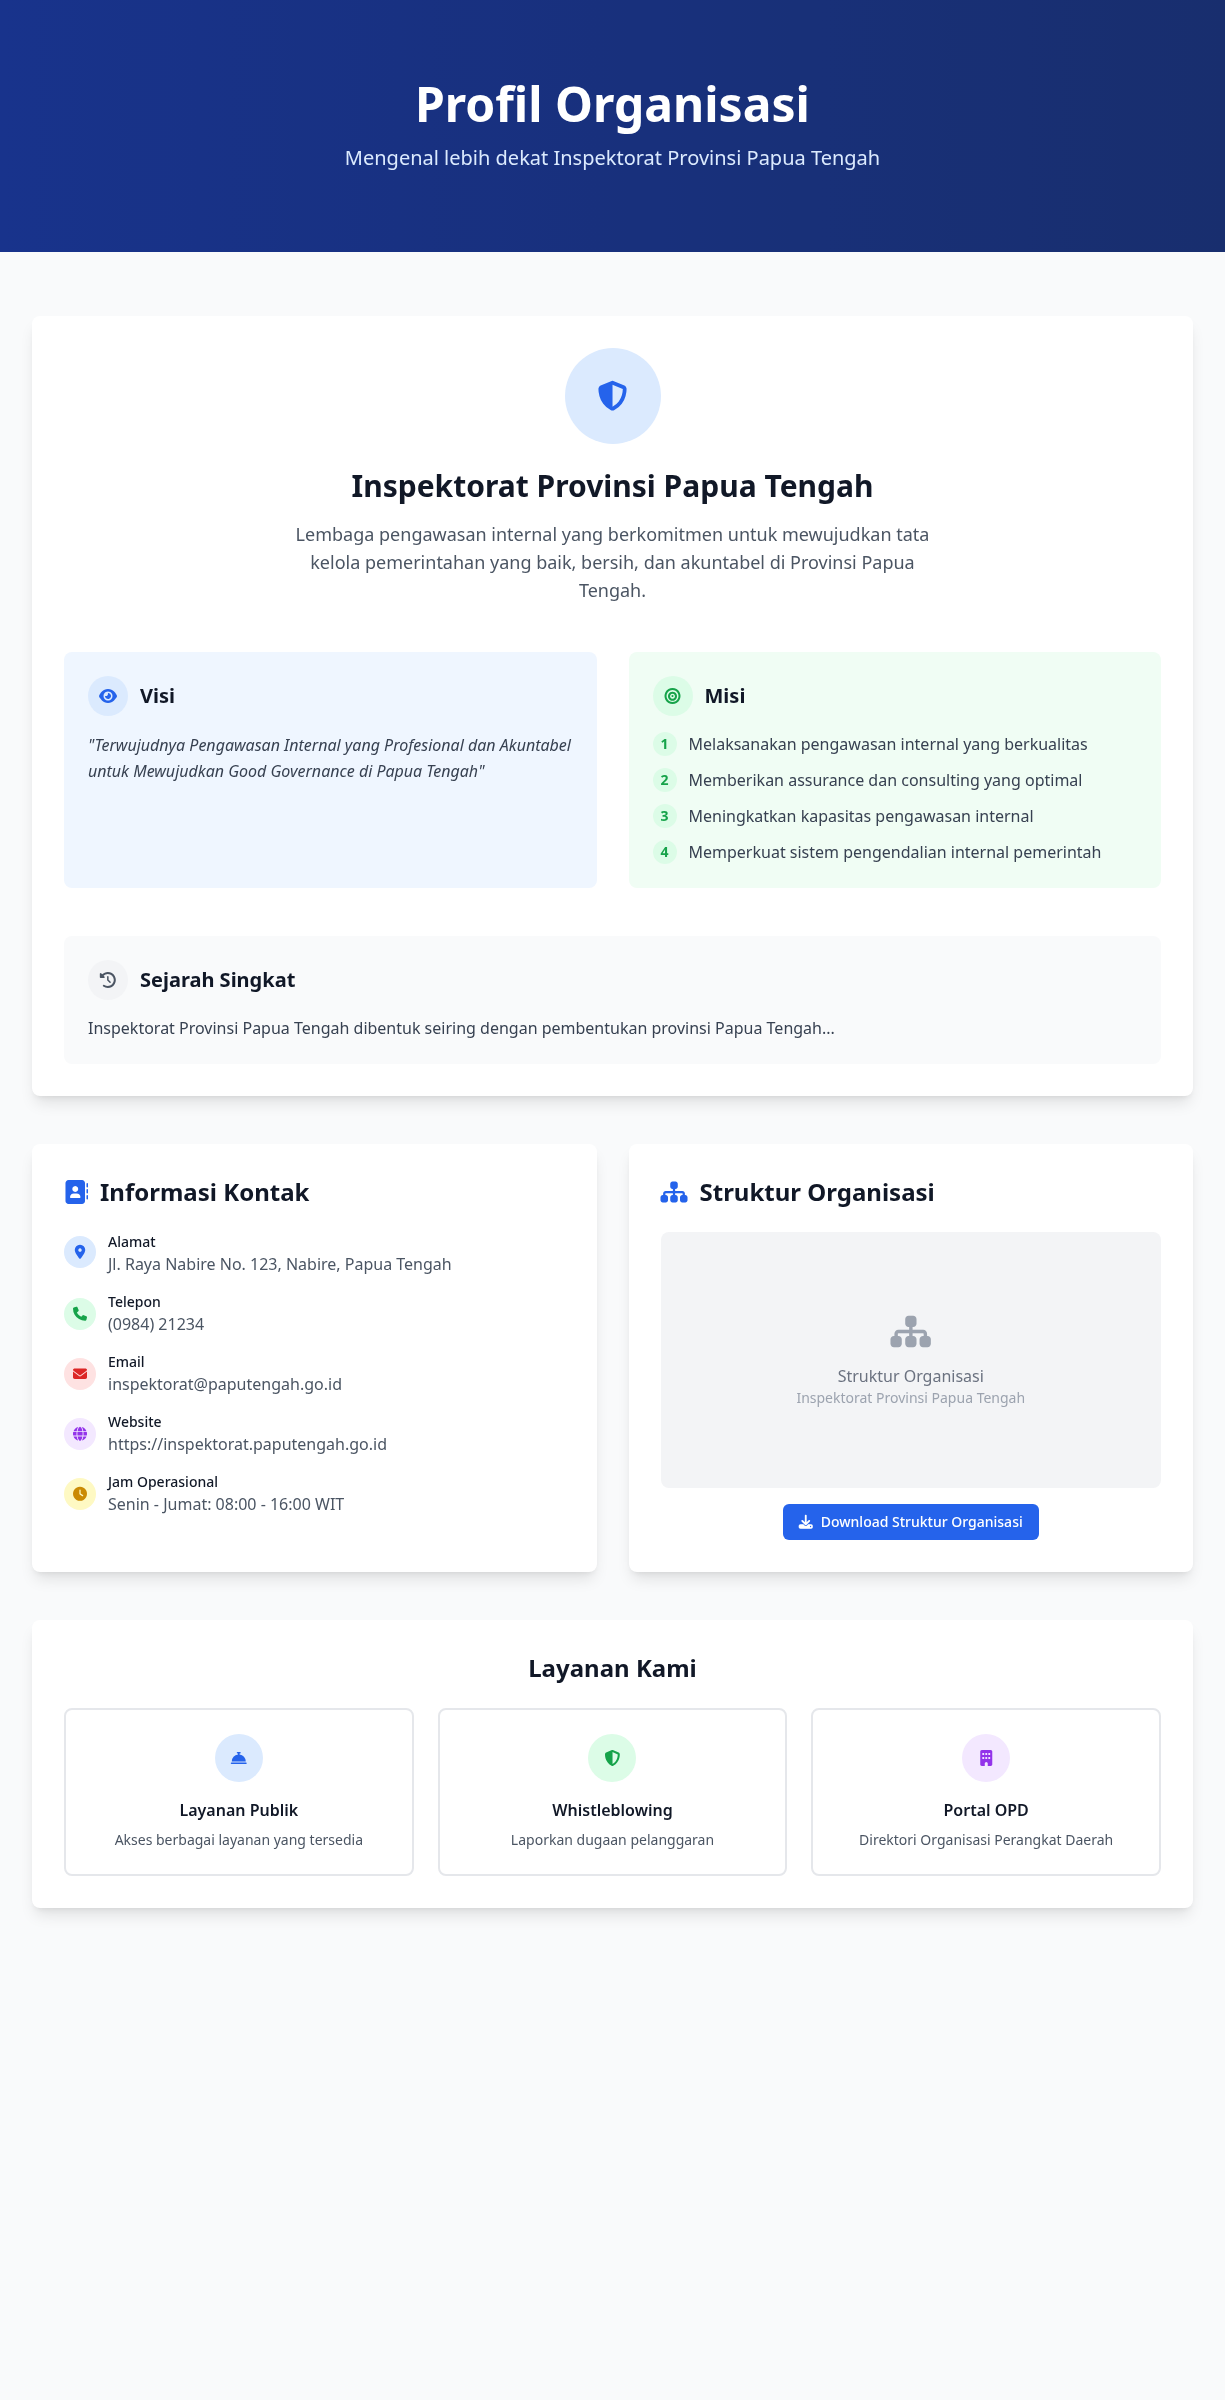 Profil Organisasi
Mengenal lebih dekat Inspektorat Provinsi Papua Tengah
Inspektorat Provinsi Papua Tengah
Lembaga pengawasan internal yang berkomitmen untuk mewujudkan tata
kelola pemerintahan yang baik, bersih, dan akuntabel di Provinsi Papua
Tengah.
Visi
"Terwujudnya Pengawasan Internal yang Profesional dan Akuntabel
untuk Mewujudkan Good Governance di Papua Tengah"
Misi
1 Melaksanakan pengawasan internal yang berkualitas
2 Memberikan assurance dan consulting yang optimal
3 Meningkatkan kapasitas pengawasan internal
4 Memperkuat sistem pengendalian internal pemerintah
Sejarah Singkat
Inspektorat Provinsi Papua Tengah dibentuk seiring dengan pembentukan provinsi Papua Tengah...
Informasi Kontak
Alamat
Jl. Raya Nabire No. 123, Nabire, Papua Tengah
Telepon
(0984) 21234
Email
inspektorat@paputengah.go.id
Website
https://inspektorat.paputengah.go.id
Jam Operasional
Senin - Jumat: 08:00 - 16:00 WIT
Struktur Organisasi
Struktur Organisasi
Inspektorat Provinsi Papua Tengah
Download Struktur Organisasi
Layanan Kami
Layanan Publik
Akses berbagai layanan yang tersedia
Whistleblowing
Laporkan dugaan pelanggaran
Portal OPD
Direktori Organisasi Perangkat Daerah